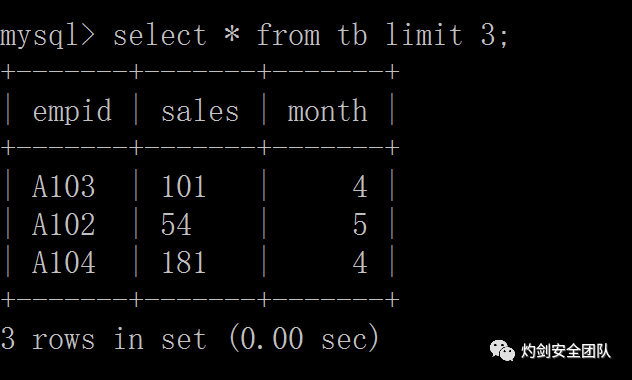 mysql> select * from tb limit 3;
+-------+-------+-------+
| empid | sales | month |
+-------+-------+-------+
| A103  | 101   |     4 |
| A102  | 54    |     5 |
| A104  | 181   |     4 |
+-------+-------+-------+
3 rows in set (0.00 sec)
灼剑安全团队